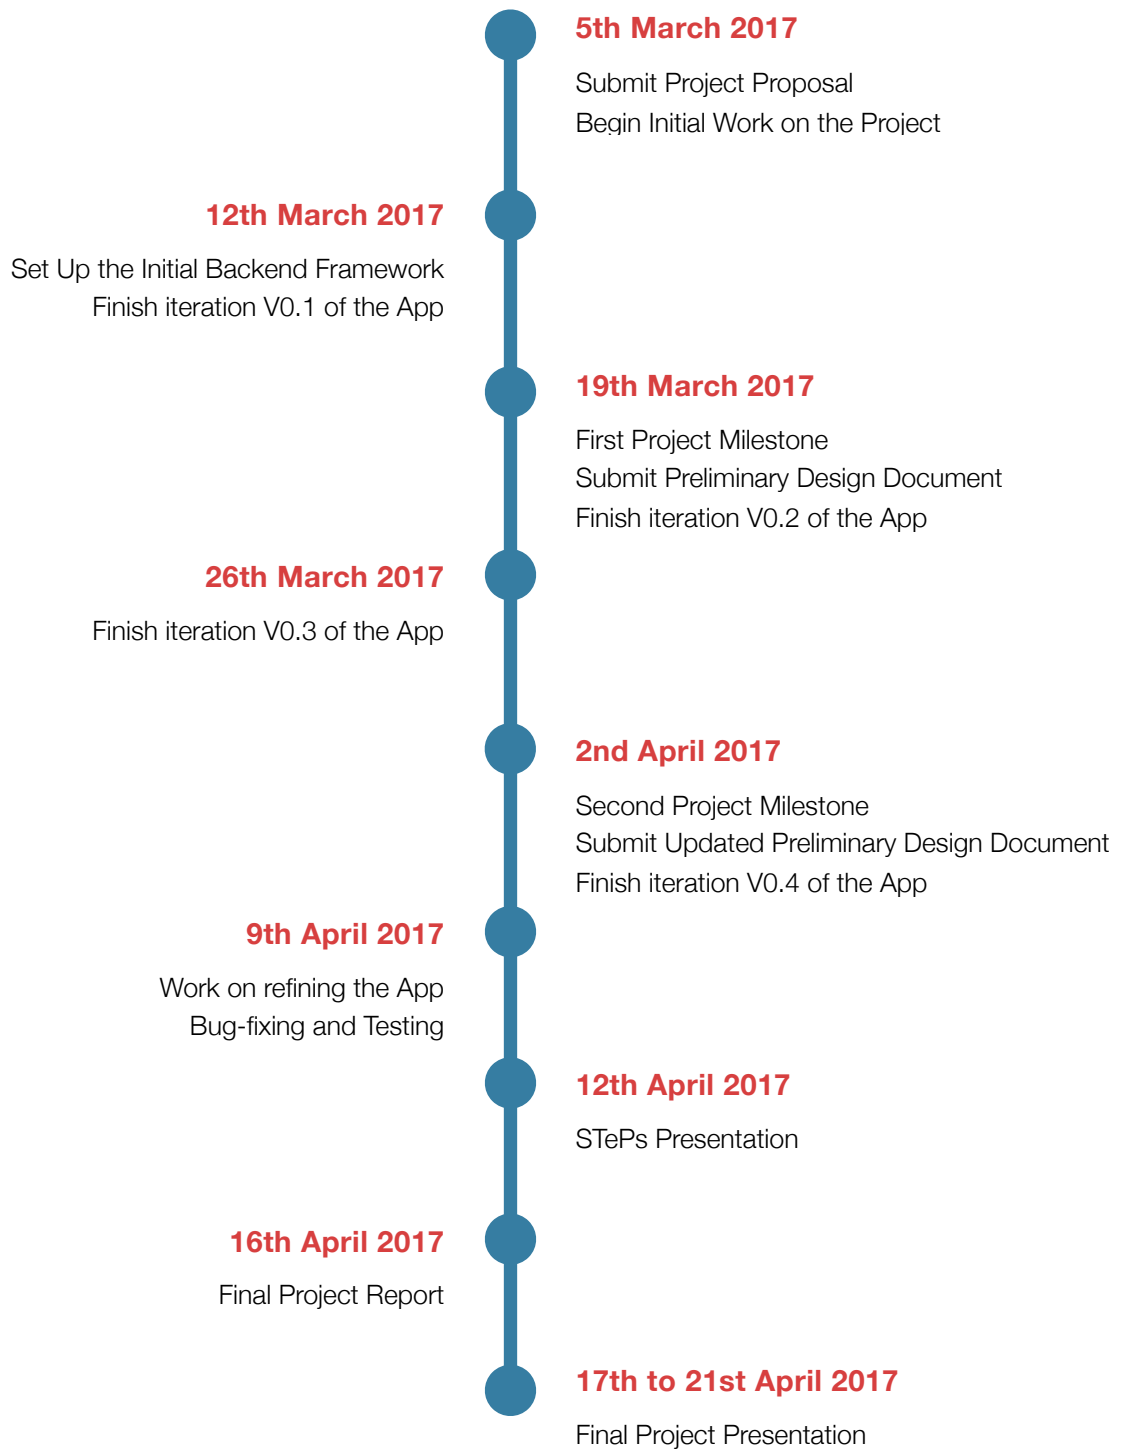 5th March 2017
Submit Project Proposal
Begin Initial Work on the Project
12th March 2017
Set Up the Initial Backend Framework
Finish iteration V0.1 of the App
19th March 2017
First Project Milestone
Submit Preliminary Design Document
Finish iteration V0.2 of the App
26th March 2017
Finish iteration V0.3 of the App
2nd April 2017
Second Project Milestone
Submit Updated Preliminary Design Document
Finish iteration V0.4 of the App
9th April 2017
Work on refining the App
Bug-fixing and Testing
12th April 2017
STePs Presentation
16th April 2017
Final Project Report
17th to 21st April 2017
Final Project Presentation